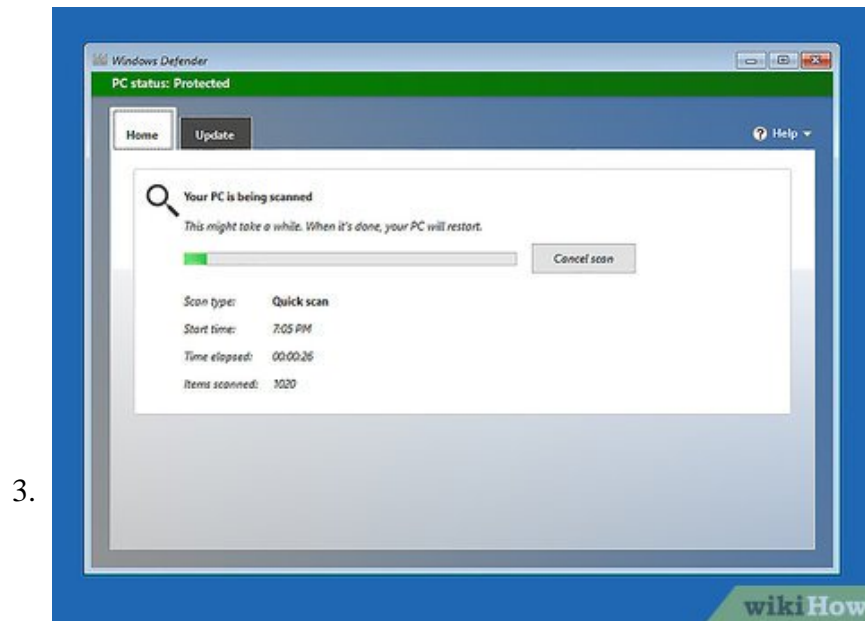 Windows Defender
PC status: Protected
Home
Update
Help
Your PC is being scanned
This might take a while. When it's done, your PC will restart.
Cancel scan
Scan type: Quick scan
Start time: 7:05 PM
Time elapsed: 00:00:26
Items scanned: 1020
3.
wikiHow